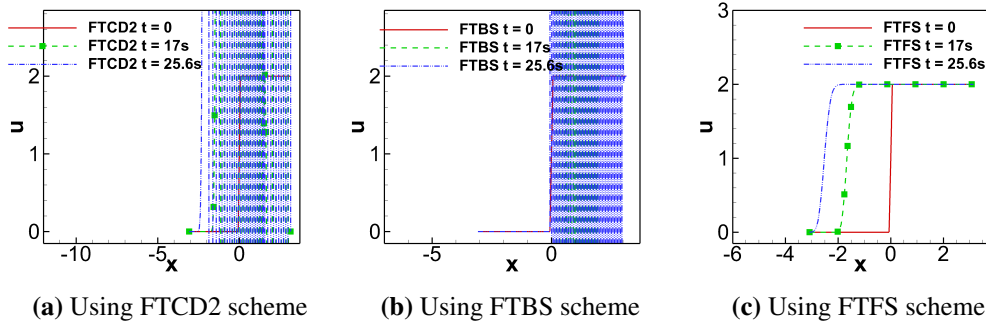 FTCD2 t = 0
FTCD2 t = 17s
FTCD2 t = 25.6s
u
2
1
0
-10
-5
0
x
(a) Using FTCD2 scheme
FTBS t = 0
FTBS t = 17s
FTBS t = 25.6s
u
2
1
0
-5
0
x
(b) Using FTBS scheme
FTFS t = 0
FTFS t = 17s
FTFS t = 25.6s
u
3
2
1
0
-6
-4
-2
0
2
x
(c) Using FTFS scheme